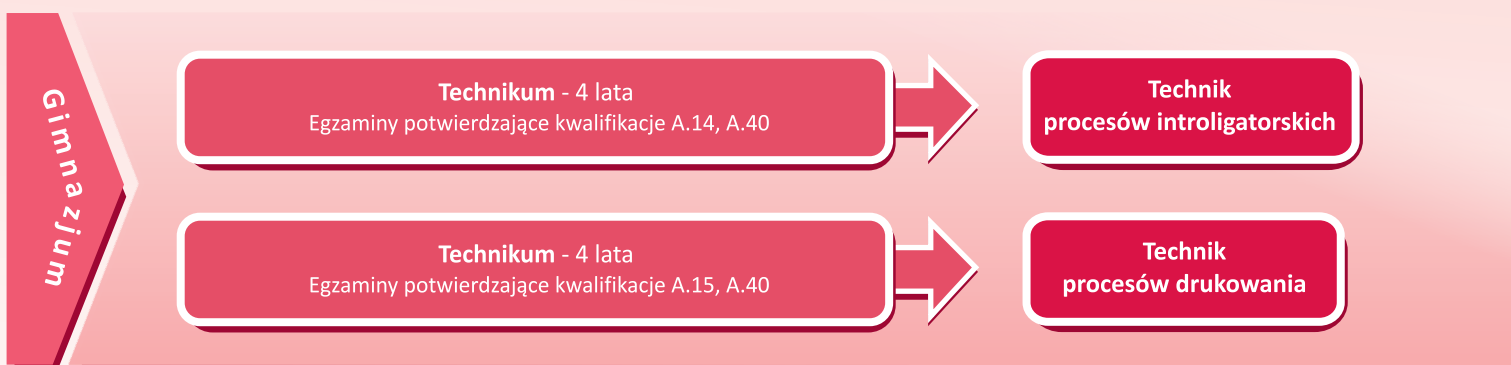 Gimnazjum
Technikum - 4 lata
Egzaminy potwierdzające kwalifikacje A.14, A.40
Technik
procesów introligatorskich
Technikum - 4 lata
Egzaminy potwierdzające kwalifikacje A.15, A.40
Technik
procesów drukowania